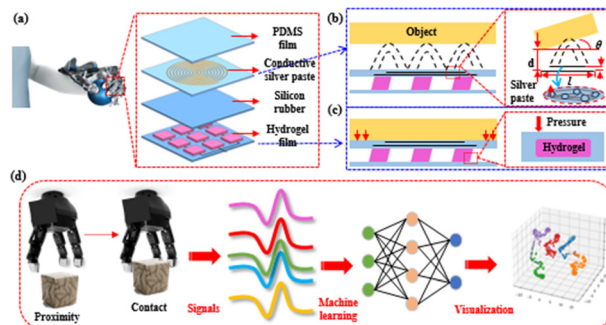 (a)
PDMS
film
Conductive
silver paste
Silicon
rubber
Hydrogel
film
(b)
Object
θ
d
l
Silver
paste
(c)
Pressure
Hydrogel
(d)
Proximity
Contact
Signals
Machine
learning
Visualization